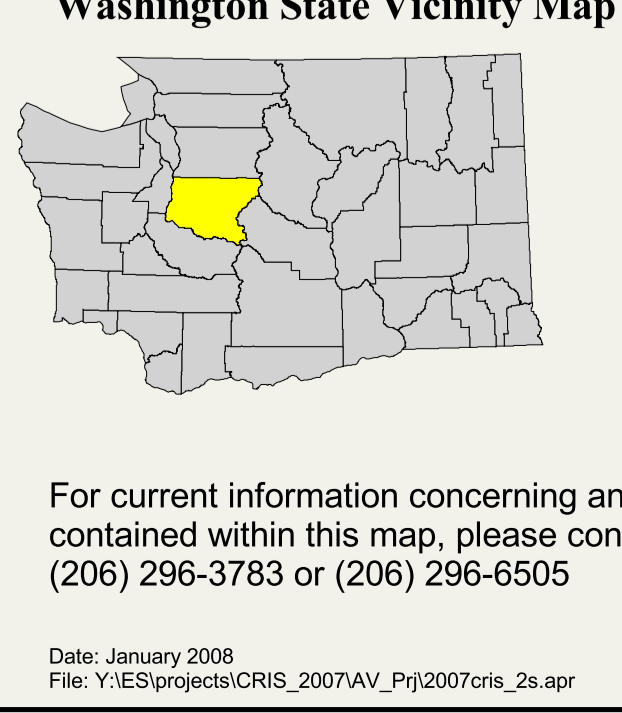 Washington State Vicinity Map
For current information concerning an
contained within this map, please con
(206) 296-3783 or (206) 296-6505
Date: January 2008
File: Y:\ES\projects\CRIS_2007\AV_Prj\2007cris_2s.apr